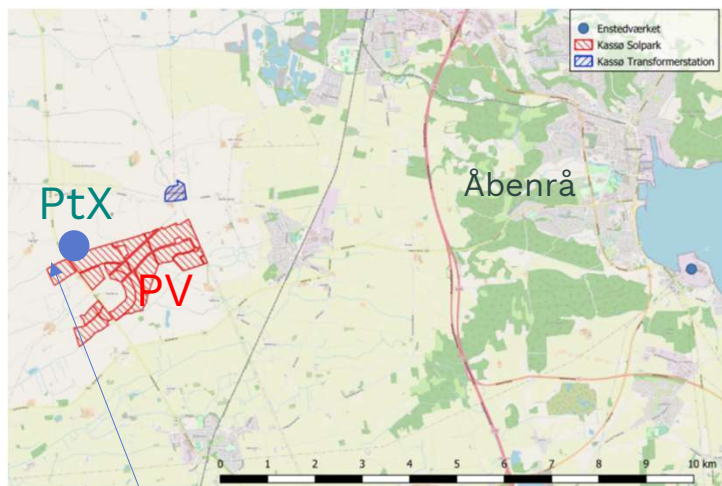 Enstedværket
Kassø Solpark
Kassø Transformerstation
Åbenrå
PtX
PV
0 1 2 3 4 5 6 7 8 9 10 km